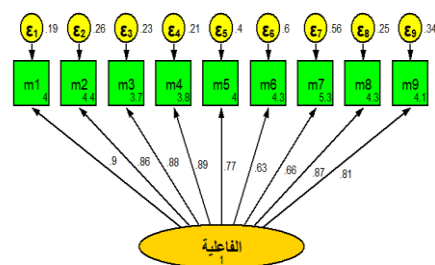 ε1 .19 ε2 .26 ε3 .23 ε4 .21 ε5 .4 ε6 .6 ε7 .56 ε8 .25 ε9 .34
m1 m2 m3 m4 m5 m6 m7 m8 m9
4 4.4 3.7 3.8 4 4.3 5.3 4.3 4.1
.9 .86 .88 .89 .77 .63 .66 .87 .81
الفاعلية
1